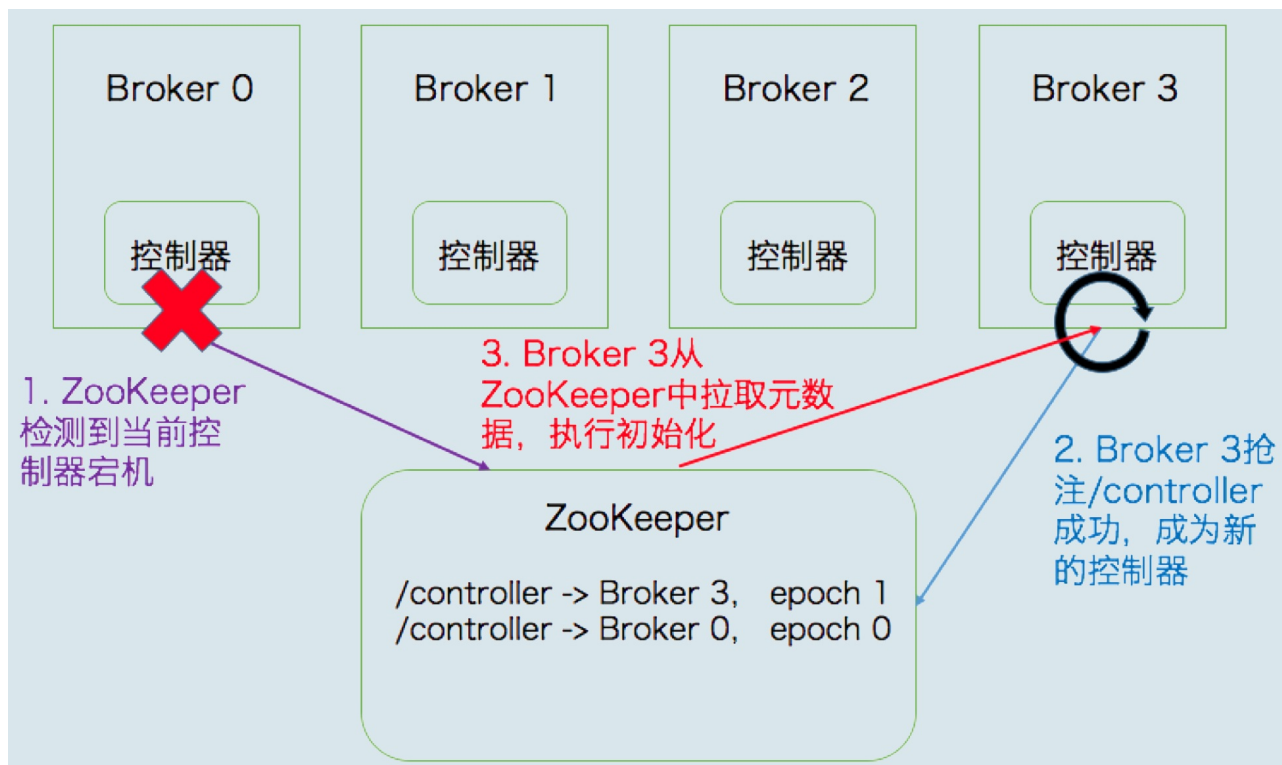 Broker 0
Broker 1
Broker 2
Broker 3
控制器
控制器
控制器
控制器
1. ZooKeeper
检测到当前控
制器宕机
3. Broker 3从
ZooKeeper中拉取元数
据，执行初始化
2. Broker 3抢
注/controller
成功，成为新
的控制器
ZooKeeper
/controller -> Broker 3, epoch 1
/controller -> Broker 0, epoch 0